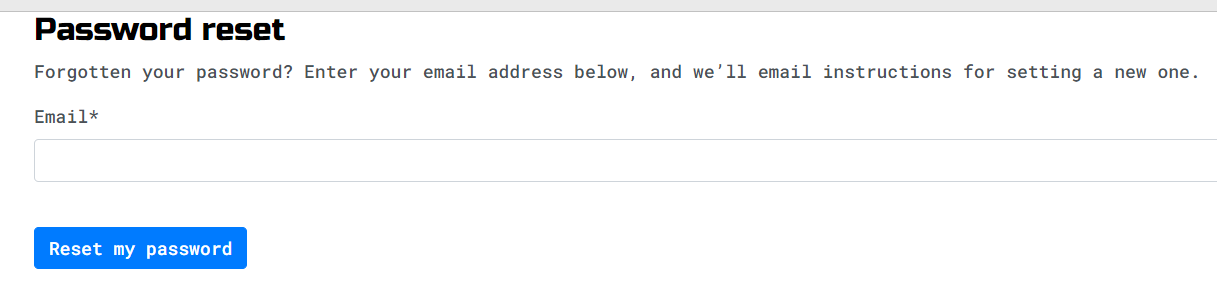 Password reset
Forgotten your password? Enter your email address below, and we’ll email instructions for setting a new one.
Email*
Reset my password